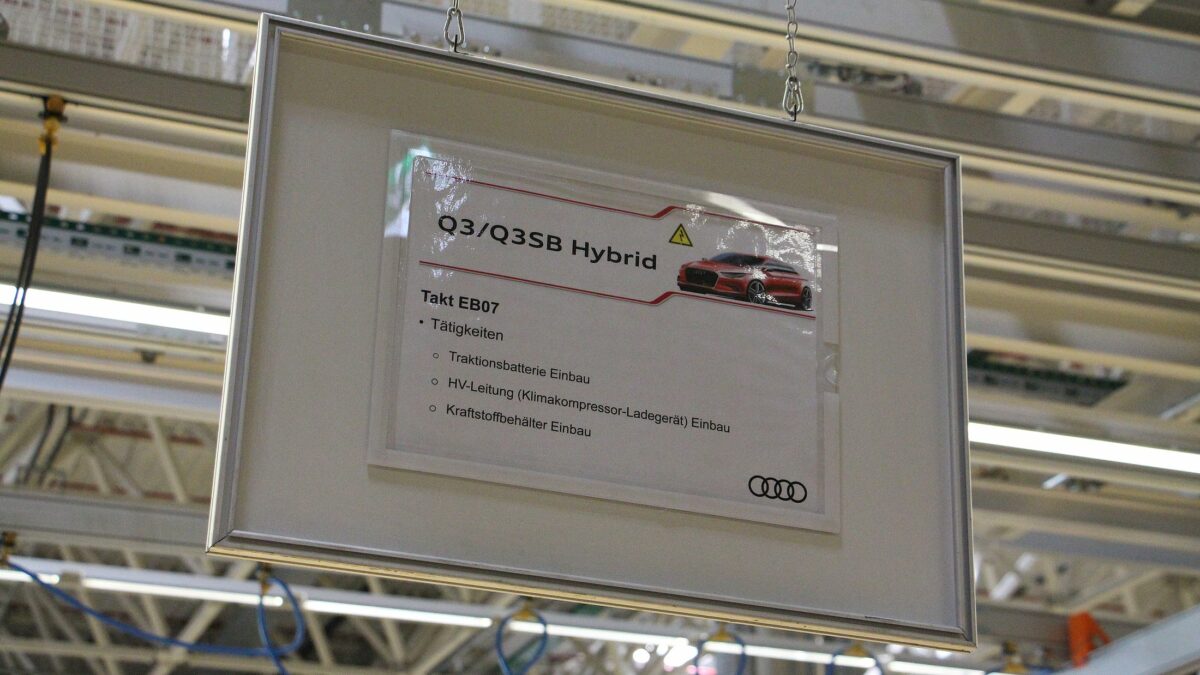 Q3/Q3SB Hybrid
Takt EB07
• Tätigkeiten
○ Traktionsbatterie Einbau
○ HV-Leitung (Klimakompressor-Ladegerät) Einbau
○ Kraftstoffbehälter Einbau